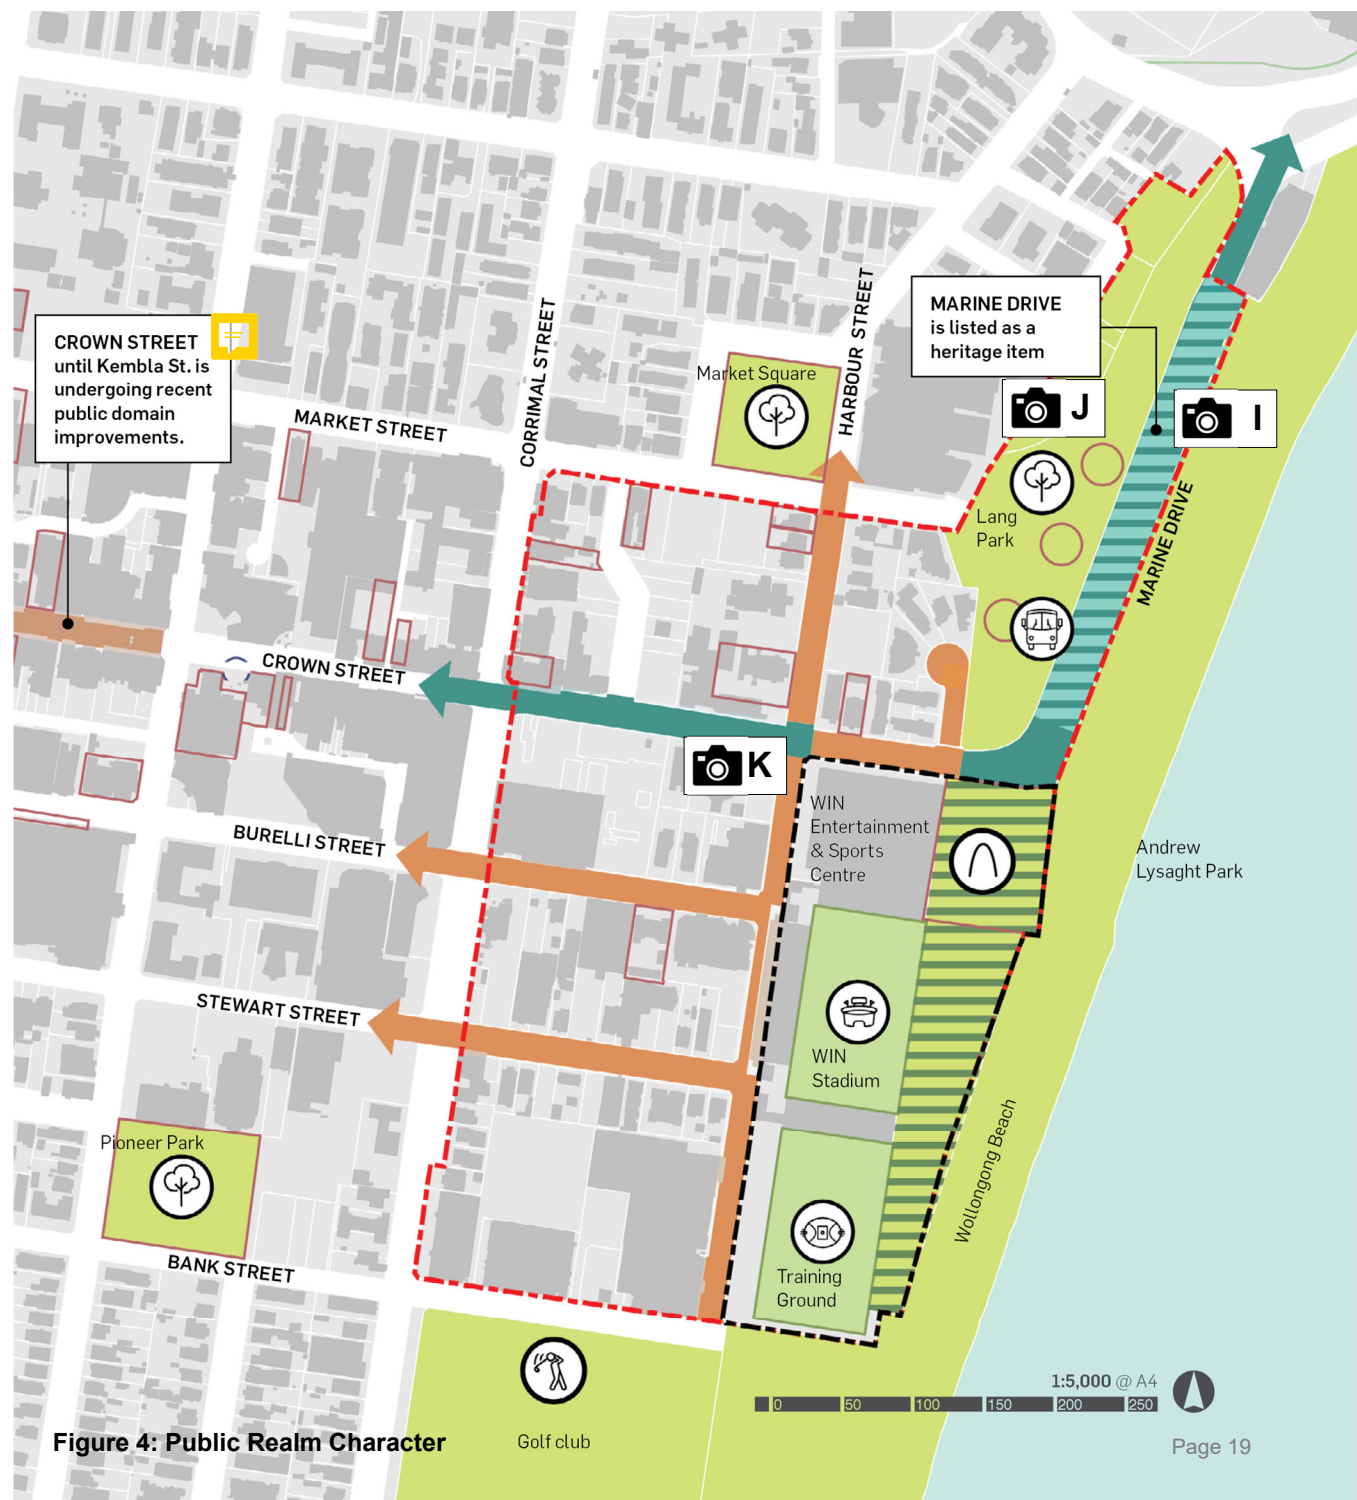 CROWN STREET
until Kembla St. is
undergoing recent
public domain
improvements.
MARKET STREET
CORRIMAL STREET
Market Square
HARBOUR STREET
MARINE DRIVE
is listed as a
heritage item
J
I
Lang
Park
MARINE DRIVE
CROWN STREET
K
WIN
Entertainment
& Sports
Centre
Andrew
Lysaght Park
BURELLI STREET
STEWART STREET
WIN
Stadium
Pioneer Park
Wollongong Beach
BANK STREET
Training
Ground
1:5,000 @ A4
0 50 100 150 200 250
Figure 4: Public Realm Character
Golf club
Page 19